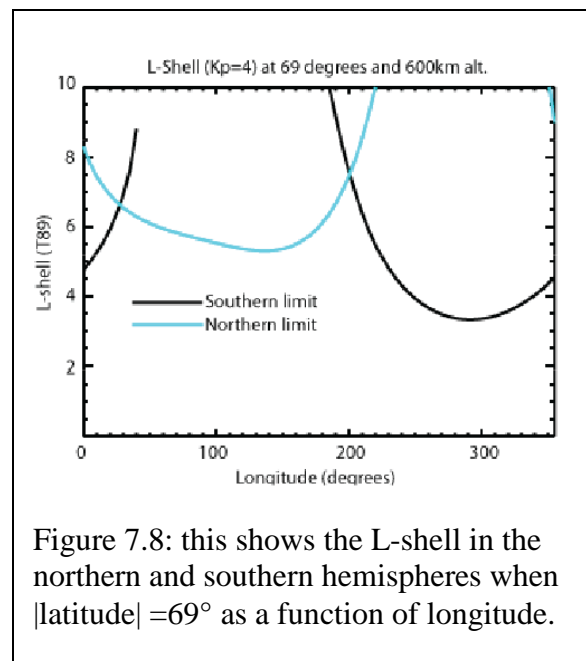 L-Shell (Kp=4) at 69 degrees and 600km alt.
10
8
6
4
2
L-shell (T89)
Southern limit
Northern limit
0
100
200
300
Longitude (degrees)
Figure 7.8: this shows the L-shell in the
northern and southern hemispheres when
|latitude| =69° as a function of longitude.